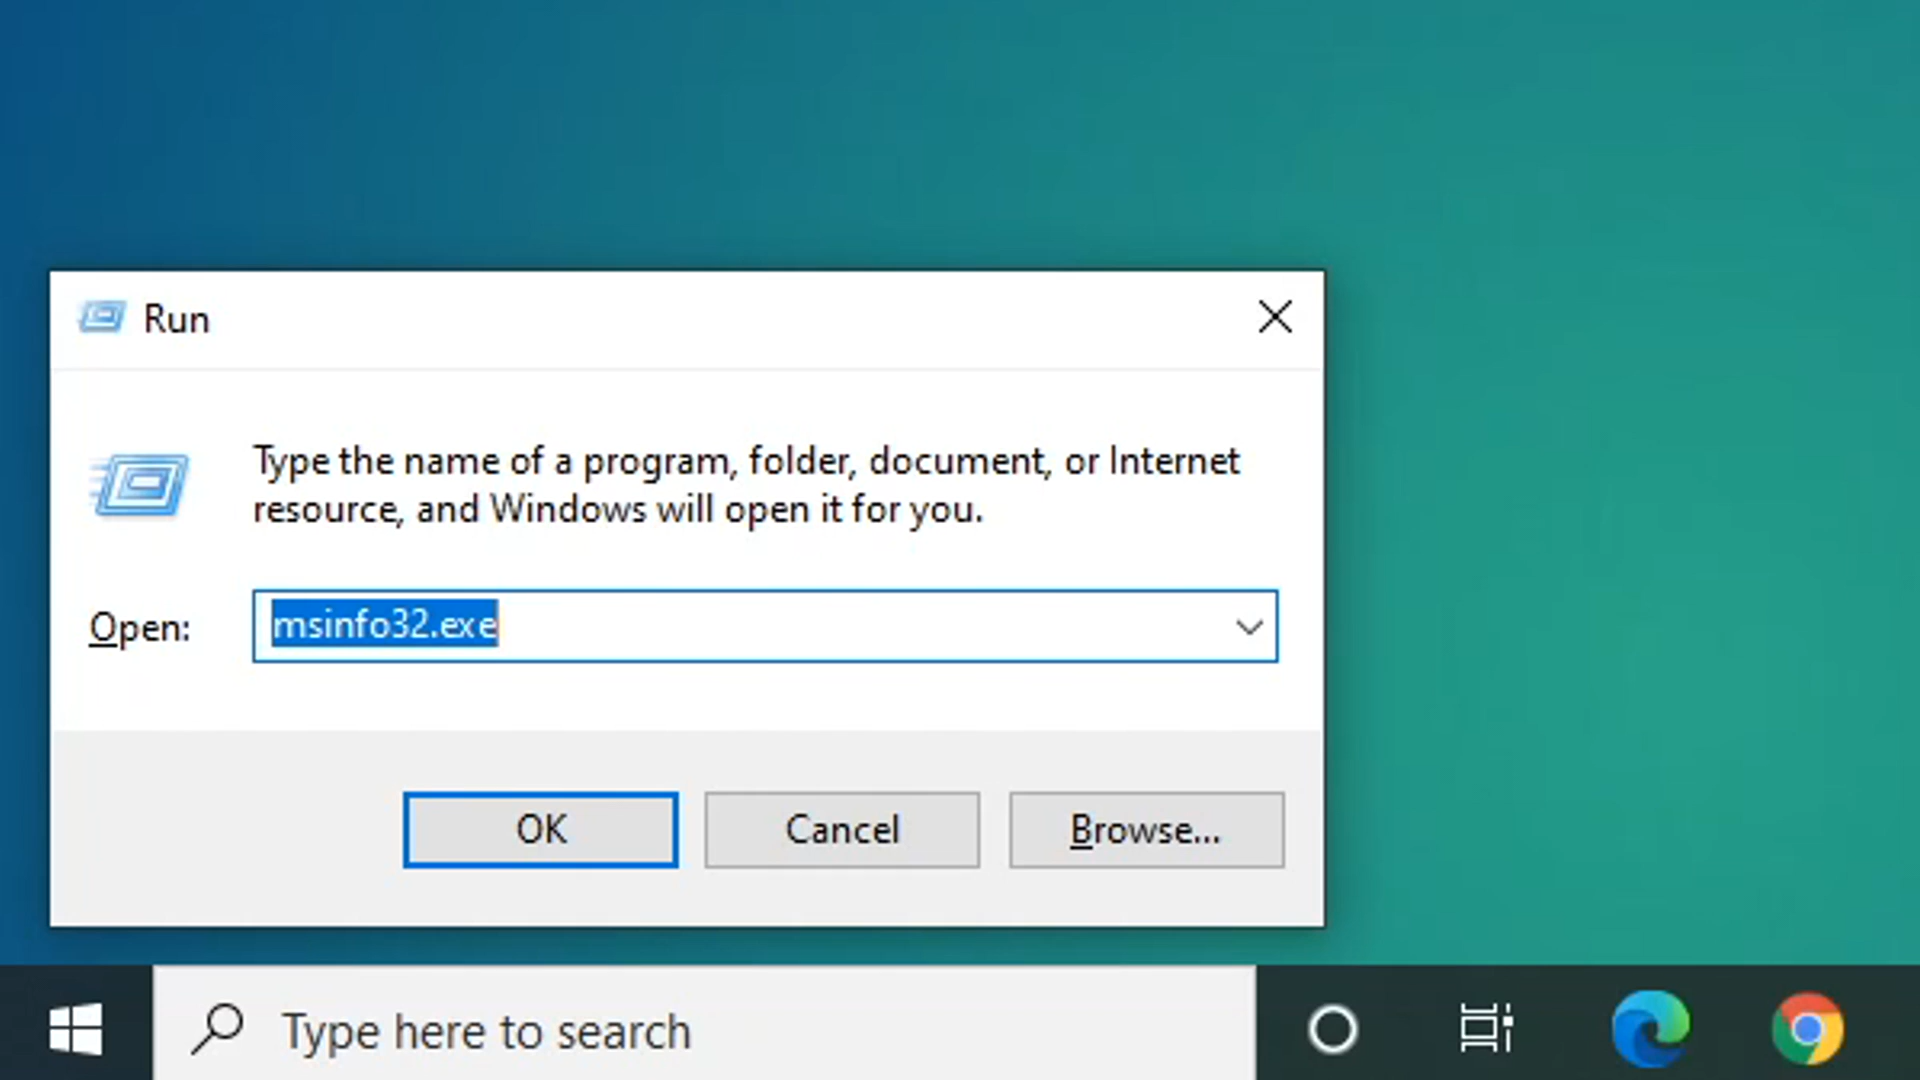 Run
Type the name of a program, folder, document, or Internet
resource, and Windows will open it for you.
Open: msinfo32.exe
OK Cancel Browse...
Type here to search